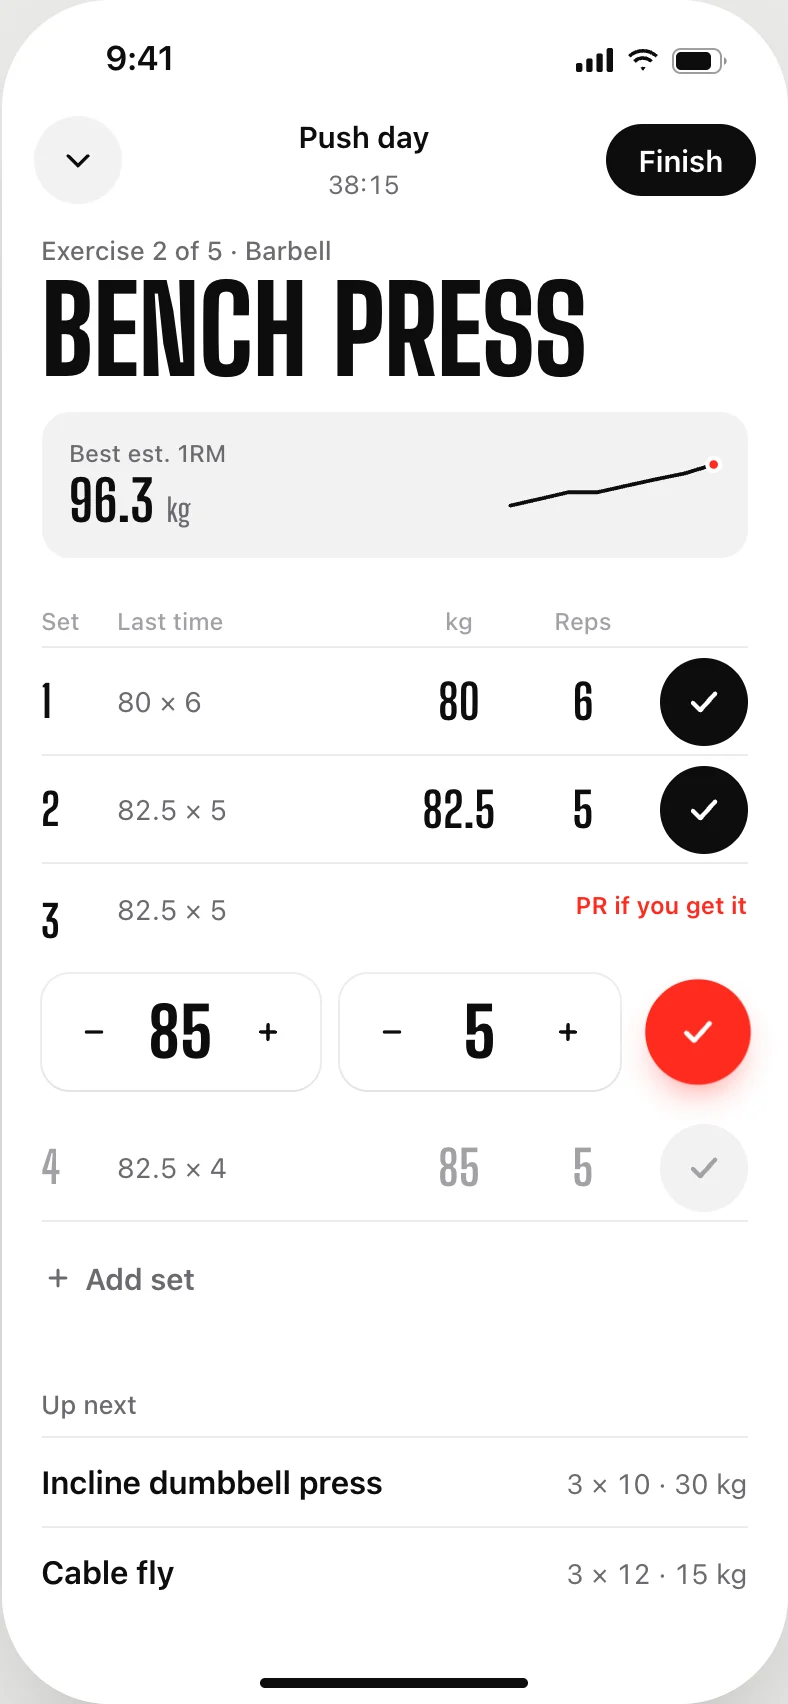 9:41
Push day
38:15
Finish
Exercise 2 of 5 · Barbell
BENCH PRESS
Best est. 1RM
96.3 kg
Set Last time kg Reps
1 80 × 6 80 6
2 82.5 × 5 82.5 5
3 82.5 × 5 PR if you get it
− 85 + − 5 +
4 82.5 × 4 85 5
+ Add set
Up next
Incline dumbbell press 3 × 10 · 30 kg
Cable fly 3 × 12 · 15 kg